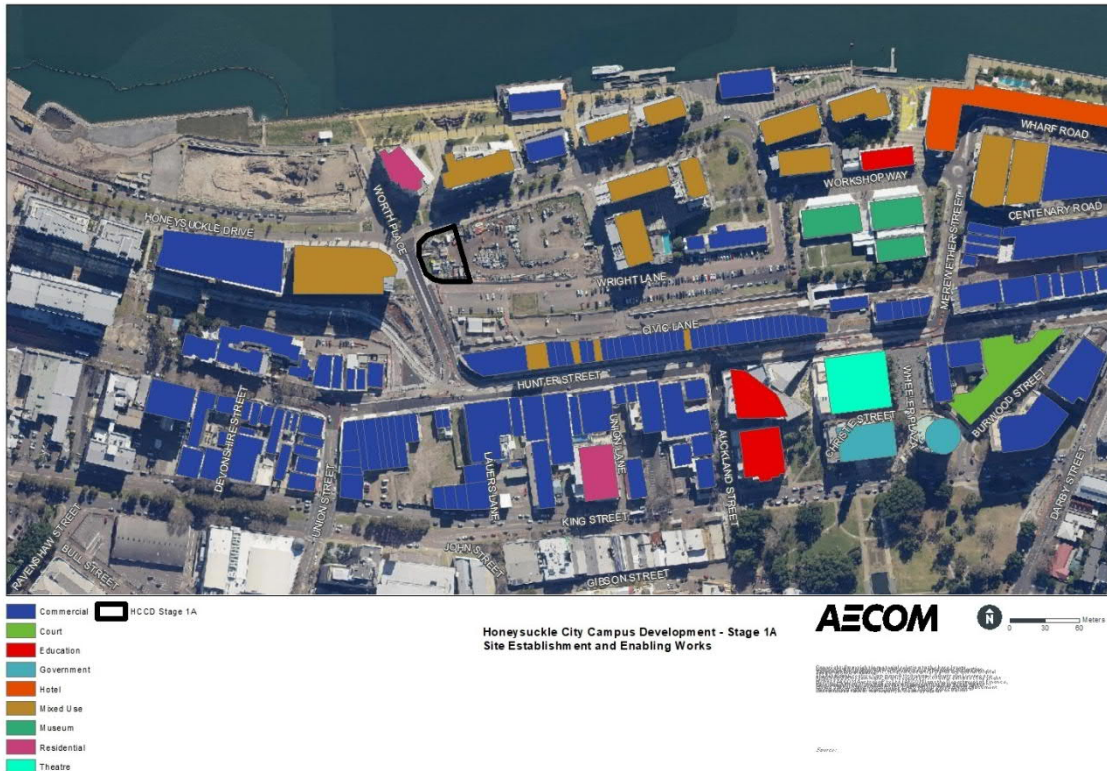 WHARF ROAD
WORKSHOP WAY
CENTENARY ROAD
HONEYSUCKLE DRIVE
WORTH PLACE
MEREWETHER STREET
WRIGHT LANE
CIVIC LANE
HUNTER STREET
DEVONSHIRE STREET
UNION STREET
LAUERS LANE
UNION LANE
AUCKLAND STREET
CHRISTIE STREET
WHEELER PLACE
BURWOOD STREET
DARBY STREET
KING STREET
RAVENSHAW STREET
BULL STREET
JOHN STREET
GIBSON STREET
Commercial
HCCD Stage 1A
Court
Education
Government
Hotel
Mixed Use
Museum
Residential
Theatre
Honeysuckle City Campus Development - Stage 1A
Site Establishment and Enabling Works
AECOM
N
Meters
0 30 60
Source: